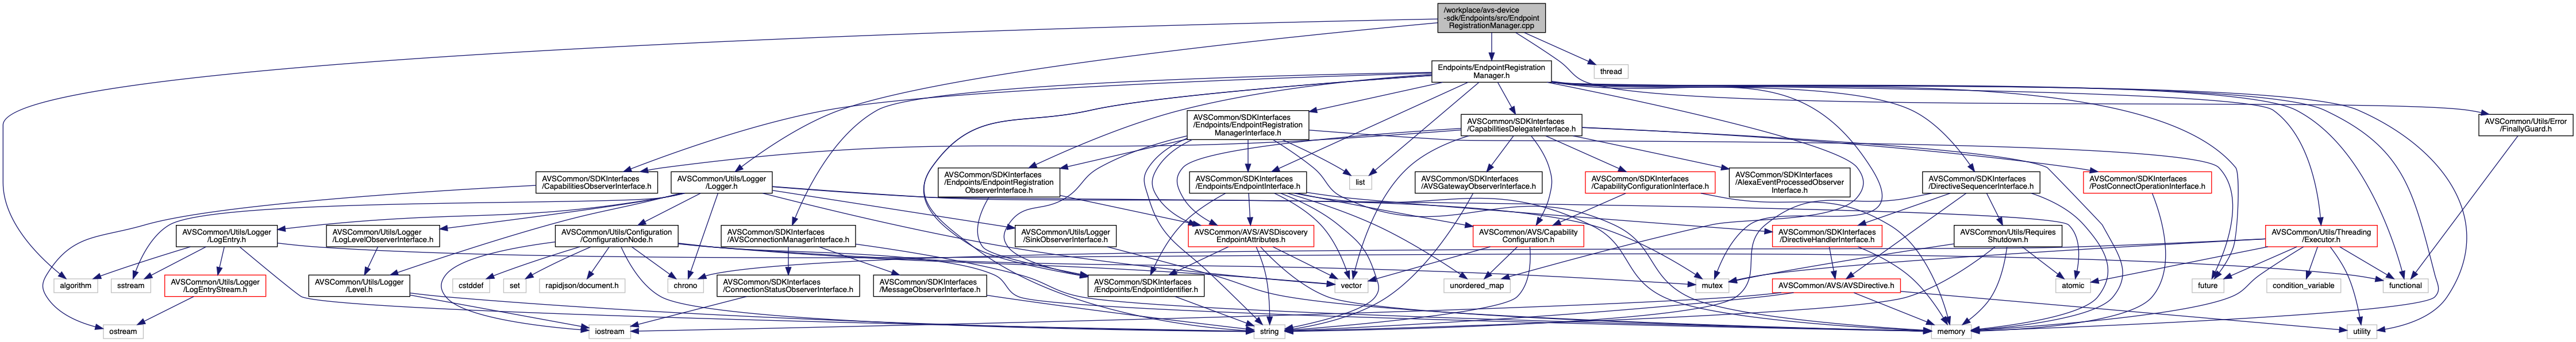 /workplace/avs-device
-sdk/Endpoints/src/Endpoint
RegistrationManager.cpp
Endpoints/EndpointRegistration
Manager.h
thread
AVSCommon/SDKInterfaces
/Endpoints/EndpointRegistration
ManagerInterface.h
AVSCommon/SDKInterfaces
/CapabilitiesDelegateInterface.h
AVSCommon/Utils/Error
/FinallyGuard.h
AVSCommon/SDKInterfaces
/CapabilitiesObserverInterface.h
AVSCommon/Utils/Logger
/Logger.h
AVSCommon/SDKInterfaces
/Endpoints/EndpointRegistration
ObserverInterface.h
AVSCommon/SDKInterfaces
/Endpoints/EndpointInterface.h
list
AVSCommon/SDKInterfaces
/AVSGatewayObserverInterface.h
AVSCommon/SDKInterfaces
/CapabilityConfigurationInterface.h
AVSCommon/SDKInterfaces
/AlexaEventProcessedObserver
Interface.h
AVSCommon/SDKInterfaces
/DirectiveSequencerInterface.h
AVSCommon/SDKInterfaces
/PostConnectOperationInterface.h
AVSCommon/Utils/Logger
/LogEntry.h
AVSCommon/Utils/Logger
/LogLevelObserverInterface.h
AVSCommon/Utils/Configuration
/ConfigurationNode.h
AVSCommon/SDKInterfaces
/AVSConnectionManagerInterface.h
AVSCommon/Utils/Logger
/SinkObserverInterface.h
AVSCommon/AVS/AVSDiscovery
EndpointAttributes.h
AVSCommon/AVS/Capability
Configuration.h
AVSCommon/SDKInterfaces
/DirectiveHandlerInterface.h
AVSCommon/Utils/Requires
Shutdown.h
AVSCommon/Utils/Threading
/Executor.h
algorithm
sstream
AVSCommon/Utils/Logger
/LogEntryStream.h
AVSCommon/Utils/Logger
/Level.h
cstddef
set
rapidjson/document.h
chrono
AVSCommon/SDKInterfaces
/ConnectionStatusObserverInterface.h
AVSCommon/SDKInterfaces
/MessageObserverInterface.h
AVSCommon/SDKInterfaces
/Endpoints/EndpointIdentifier.h
vector
unordered_map
mutex
AVSCommon/AVS/AVSDirective.h
atomic
future
condition_variable
functional
ostream
iostream
string
memory
utility